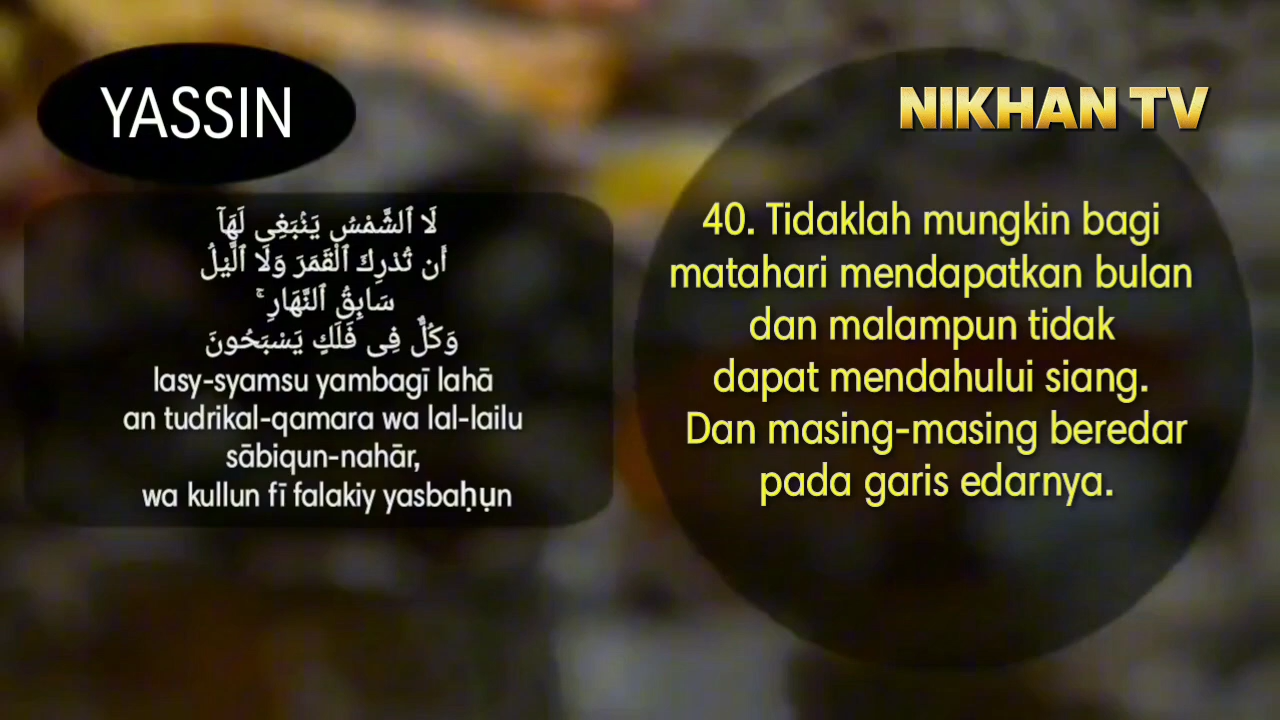 YASSIN
NIKHAN TV
لَا ٱلشَّمْسُ يَنۢبَغِى لَهَآ
أَن تُدْرِكَ ٱلْقَمَرَ وَلَا ٱلَّيْلُ
سَابِقُ ٱلنَّهَارِ ۚ
وَكُلٌّ فِى فَلَكٍ يَسْبَحُونَ
lasy-syamsu yambagī lahā
an tudrikal-qamara wa lal-lailu
sābiqun-nahār,
wa kullun fī falakiy yasbaḥụn
40. Tidaklah mungkin bagi
matahari mendapatkan bulan
dan malampun tidak
dapat mendahului siang.
Dan masing-masing beredar
pada garis edarnya.